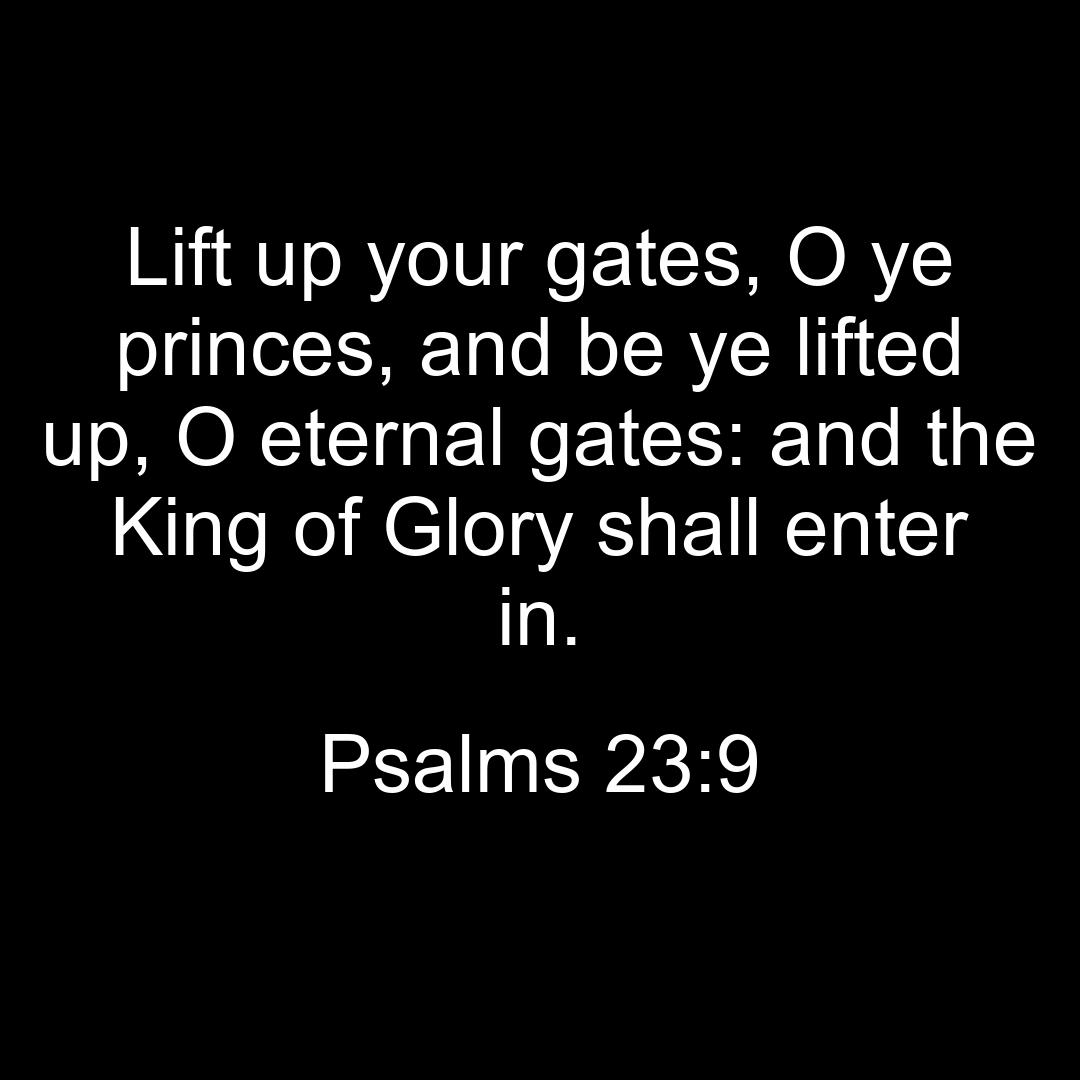 Lift up your gates, O ye
princes, and be ye lifted
up, O eternal gates: and the
King of Glory shall enter
in.
Psalms 23:9